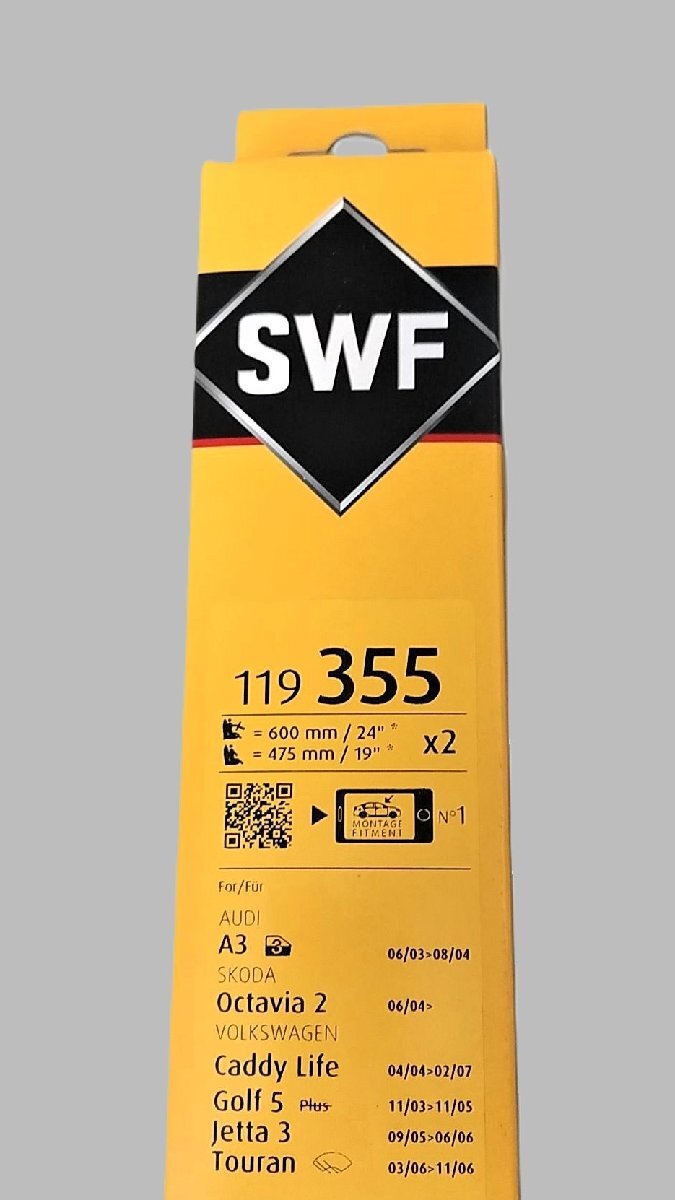 SWF
119 355
= 600 mm / 24" *
= 475 mm / 19" *
x2
MONTAGE
FITMENT
N°1
For/Für
AUDI
A3 3 06/03>08/04
SKODA
Octavia 2 06/04>
VOLKSWAGEN
Caddy Life 04/04>02/07
Golf 5 Plus 11/03>11/05
Jetta 3 09/05>06/06
Touran 03/06>11/06